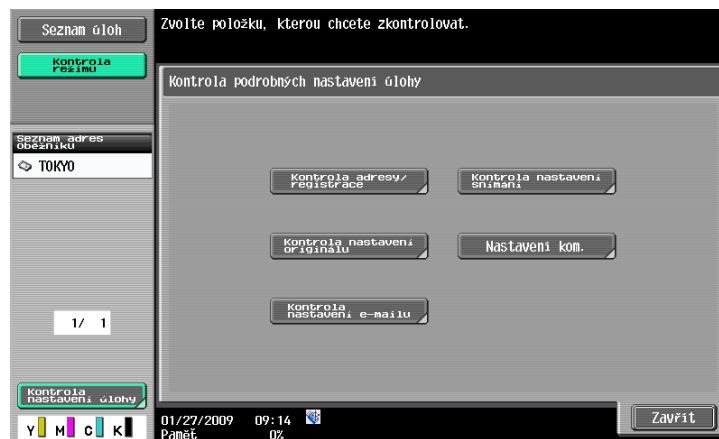 Seznam úloh
Zvolte položku, kterou chcete zkontrolovat.
Kontrola
režimu
Kontrola podrobných nastavení úlohy
Seznam adres
oběžníků
TOKYO
Kontrola adresy/
registrace
Kontrola nastavení
snímání
Kontrola nastavení
originálu
Nastavení kom.
Kontrola
nastavení e-mailu
1/ 1
Kontrola
nastavení úlohy
Y M C K
01/27/2009 09:14
Paměť 0%
Zavřít